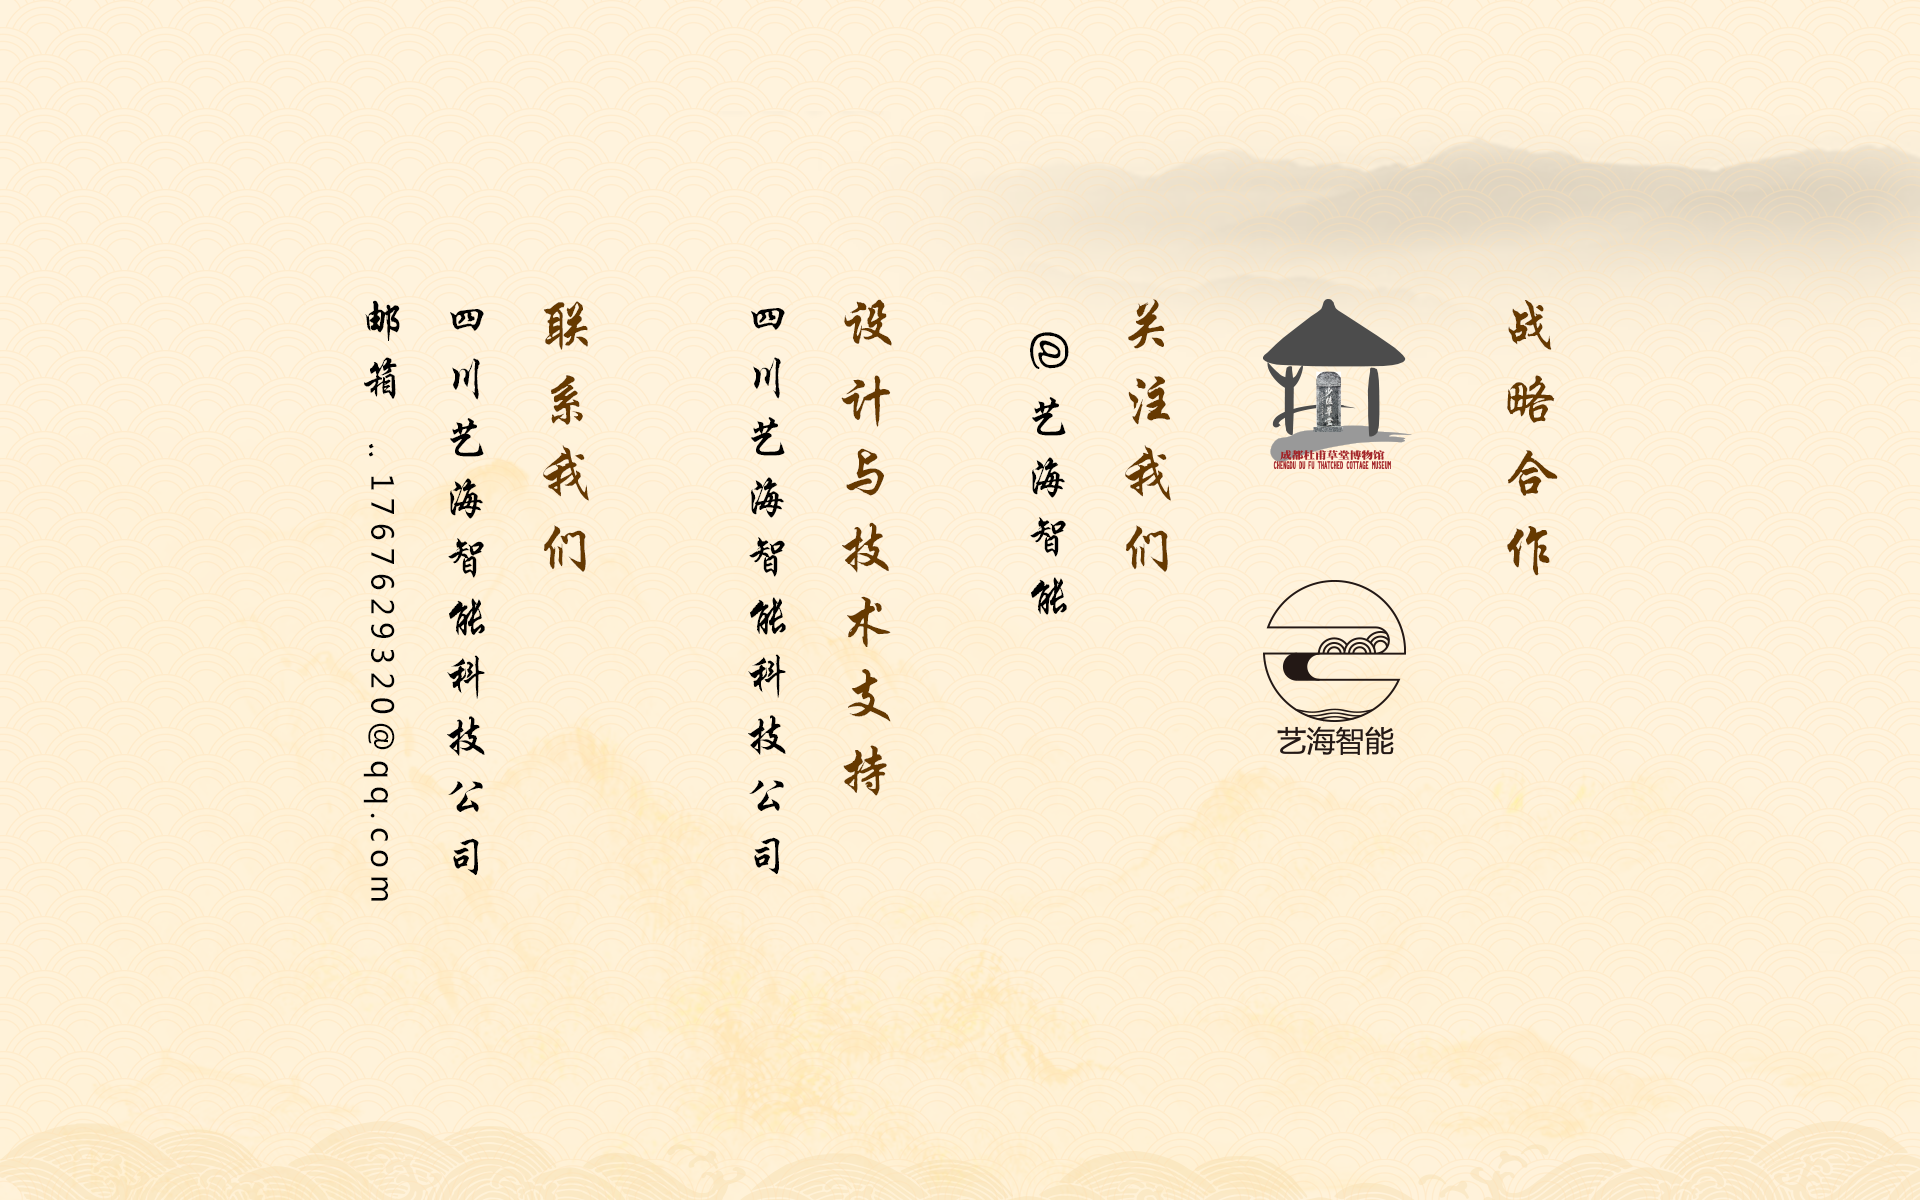 战略合作
成都杜甫草堂博物馆
CHENGDU DU FU THATCHED COTTAGE MUSEUM
艺海智能
关注我们
@艺海智能
设计与技术支持
四川艺海智能科技公司
联系我们
四川艺海智能科技公司
邮箱:1767629320@qq.com